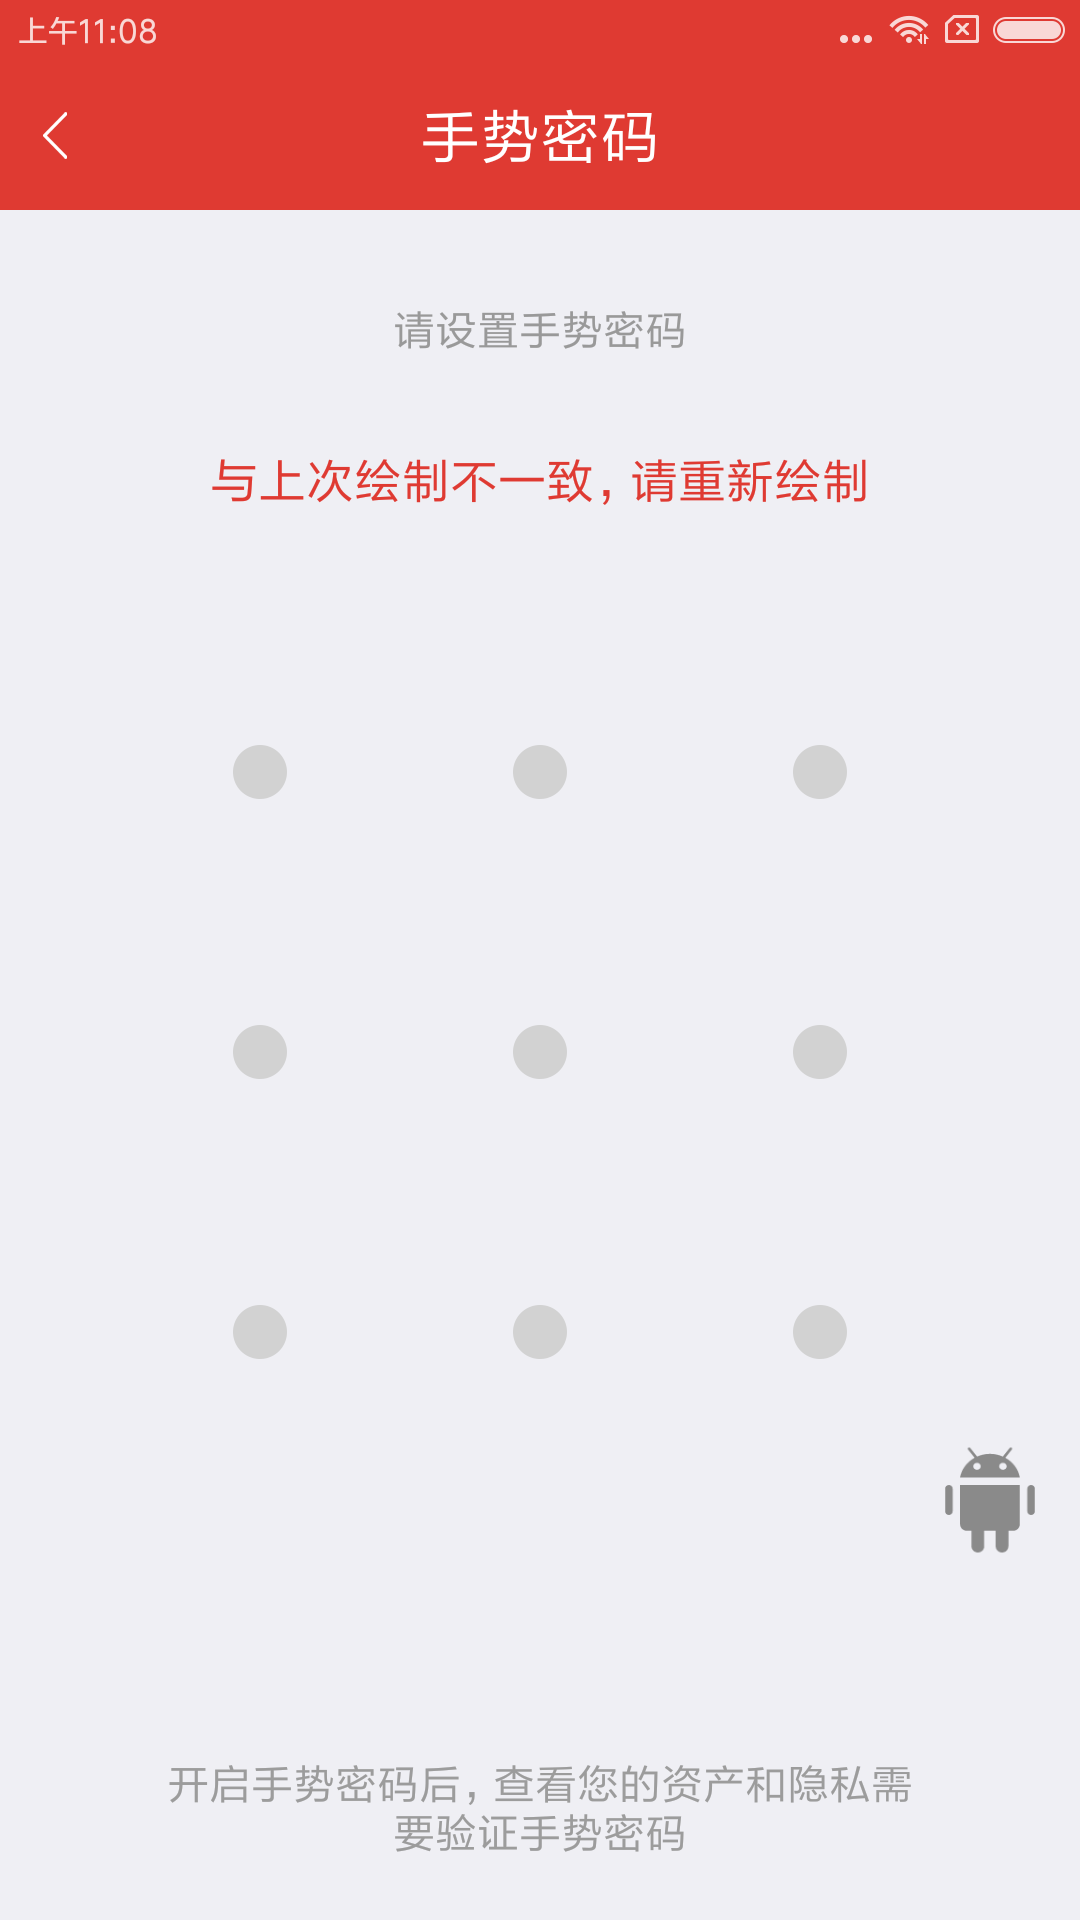 上午11:08
手势密码
请设置手势密码
与上次绘制不一致，请重新绘制
开启手势密码后，查看您的资产和隐私需
要验证手势密码